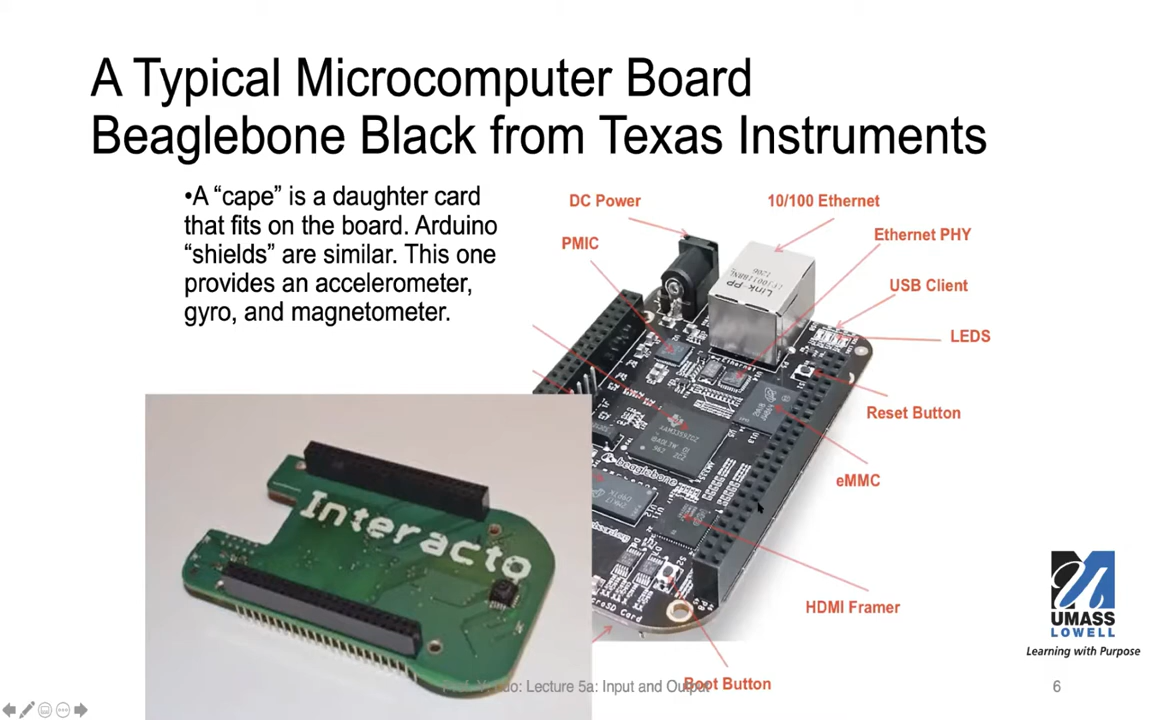 A Typical Microcomputer Board
Beaglebone Black from Texas Instruments
•A “cape” is a daughter card
that fits on the board. Arduino
“shields” are similar. This one
provides an accelerometer,
gyro, and magnetometer.
DC Power
10/100 Ethernet
PMIC
Ethernet PHY
USB Client
LEDS
Reset Button
eMMC
HDMI Framer
Boot Button
Link-PP
beaglebone
Interacto
UMASS
LOWELL
Learning with Purpose
Lecture 5a: Input and Output
6